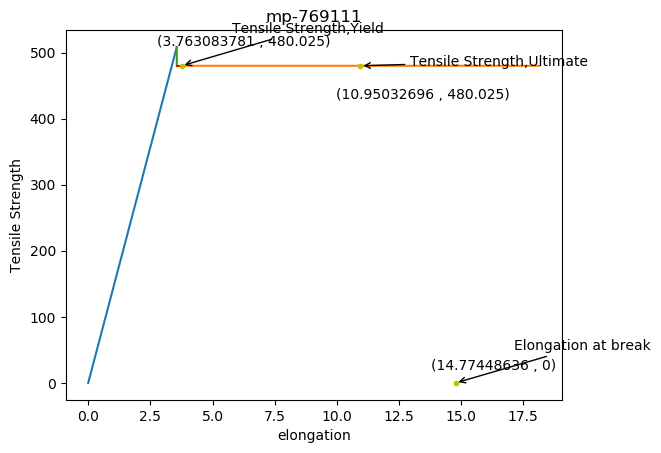 mp-769111
Tensile Strength,Yield
(3.763083781 , 480.025)
Tensile Strength,Ultimate
(10.95032696 , 480.025)
Elongation at break
(14.77448636 , 0)
500
400
300
200
100
0
Tensile Strength
0.0 2.5 5.0 7.5 10.0 12.5 15.0 17.5
elongation